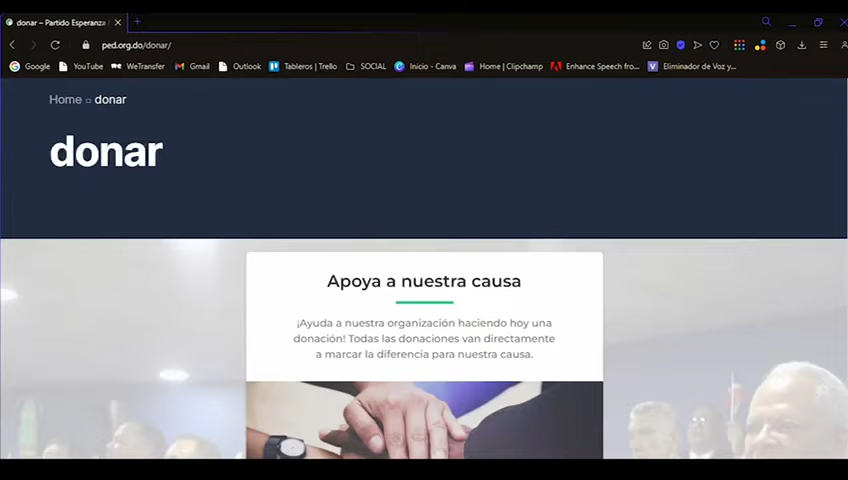 donar – Partido Esperanza
ped.org.do/donar/
Google
YouTube
WeTransfer
Gmail
Outlook
Tableros | Trello
SOCIAL
Inicio - Canva
Home | Clipchamp
Enhance Speech fro...
Eliminador de Voz y...
Home
donar
donar
Apoya a nuestra causa
¡Ayuda a nuestra organización haciendo hoy una
donación! Todas las donaciones van directamente
a marcar la diferencia para nuestra causa.